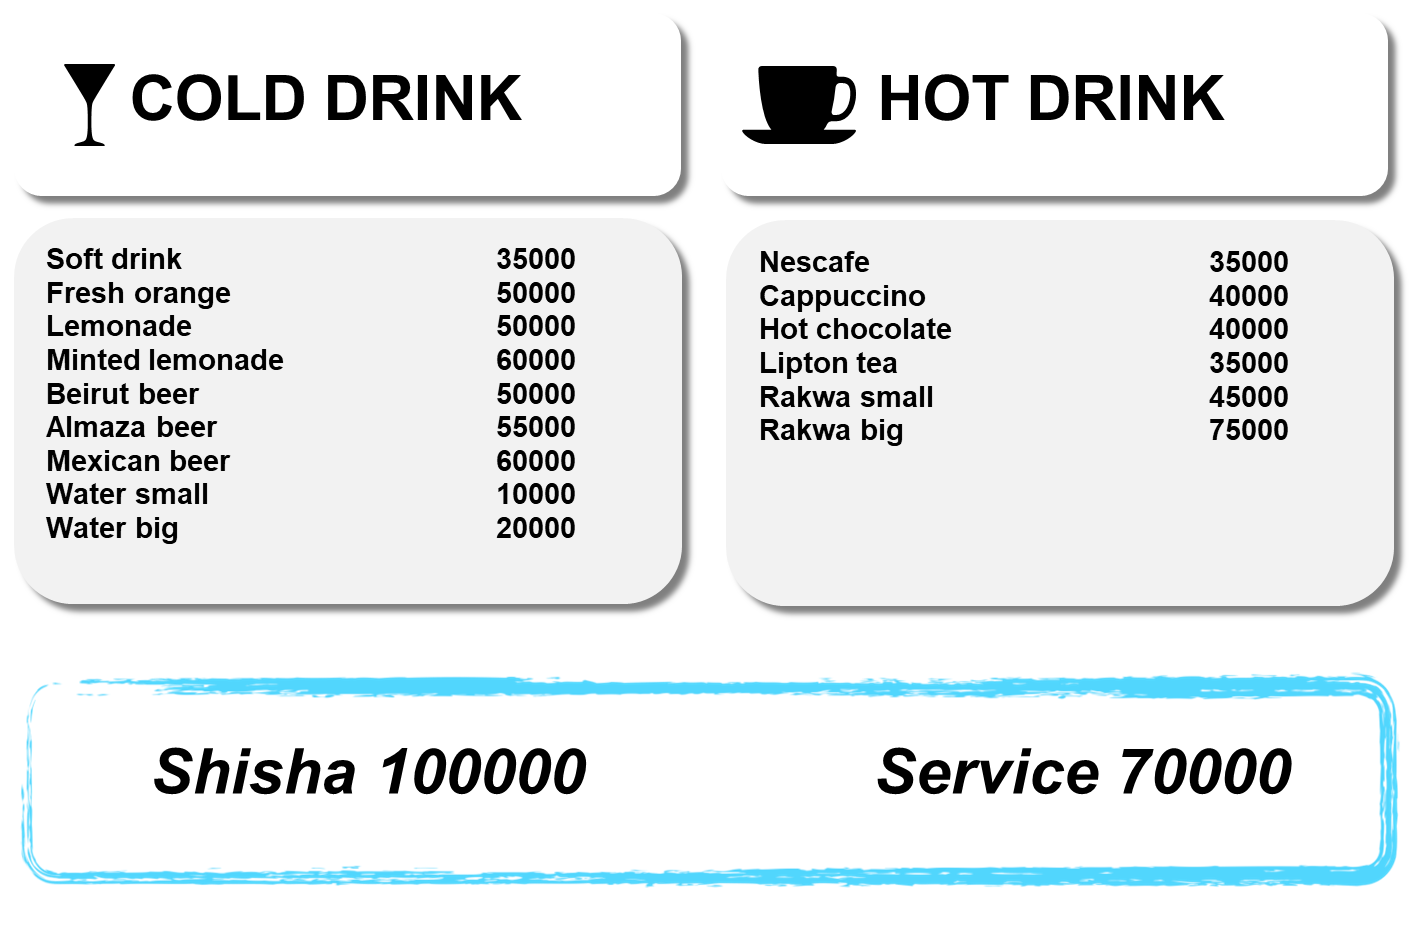 COLD DRINK
Soft drink 35000
Fresh orange 50000
Lemonade 50000
Minted lemonade 60000
Beirut beer 50000
Almaza beer 55000
Mexican beer 60000
Water small 10000
Water big 20000
HOT DRINK
Nescafe 35000
Cappuccino 40000
Hot chocolate 40000
Lipton tea 35000
Rakwa small 45000
Rakwa big 75000
Shisha 100000
Service 70000